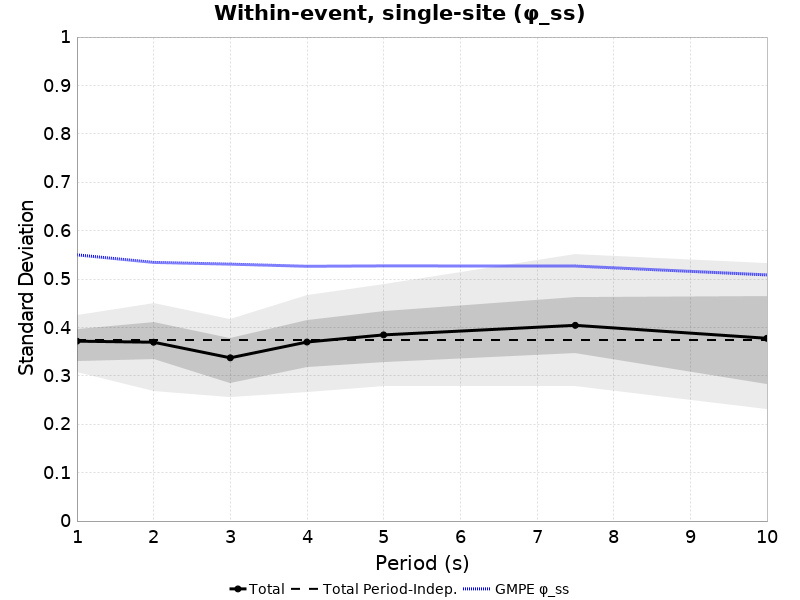 Within-event, single-site (φ_ss)
1
0.9
0.8
0.7
0.6
0.5
0.4
0.3
0.2
0.1
0
Standard Deviation
1 2 3 4 5 6 7 8 9 10
Period (s)
Total Total Period-Indep. GMPE φ_ss